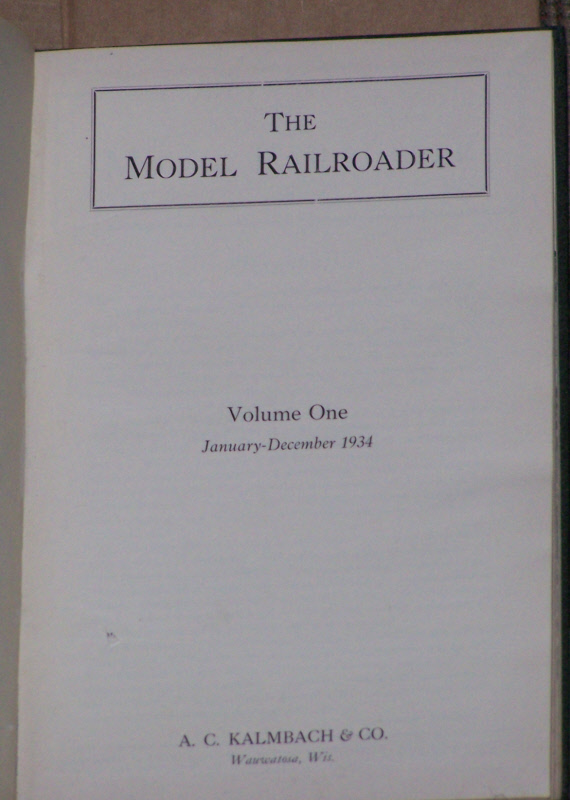 THE
MODEL RAILROADER
Volume One
January-December 1934
A. C. KALMBACH & CO.
Wauwatosa, Wis.